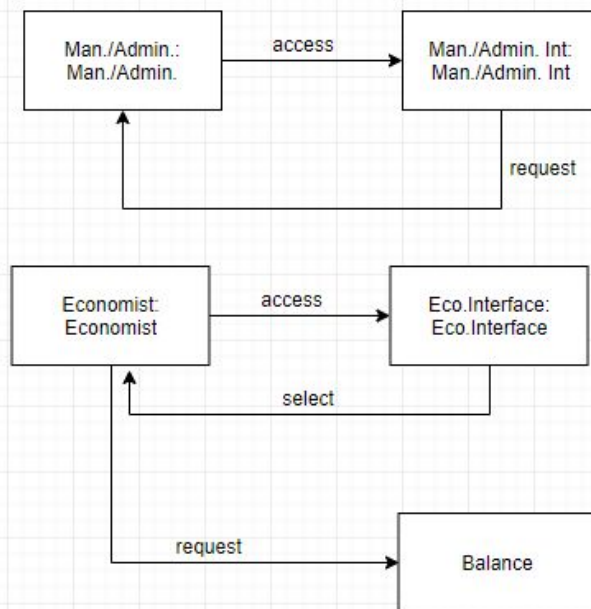 Man./Admin.:
Man./Admin.
access
Man./Admin. Int:
Man./Admin. Int
request
Economist:
Economist
access
Eco.Interface:
Eco.Interface
select
request
Balance